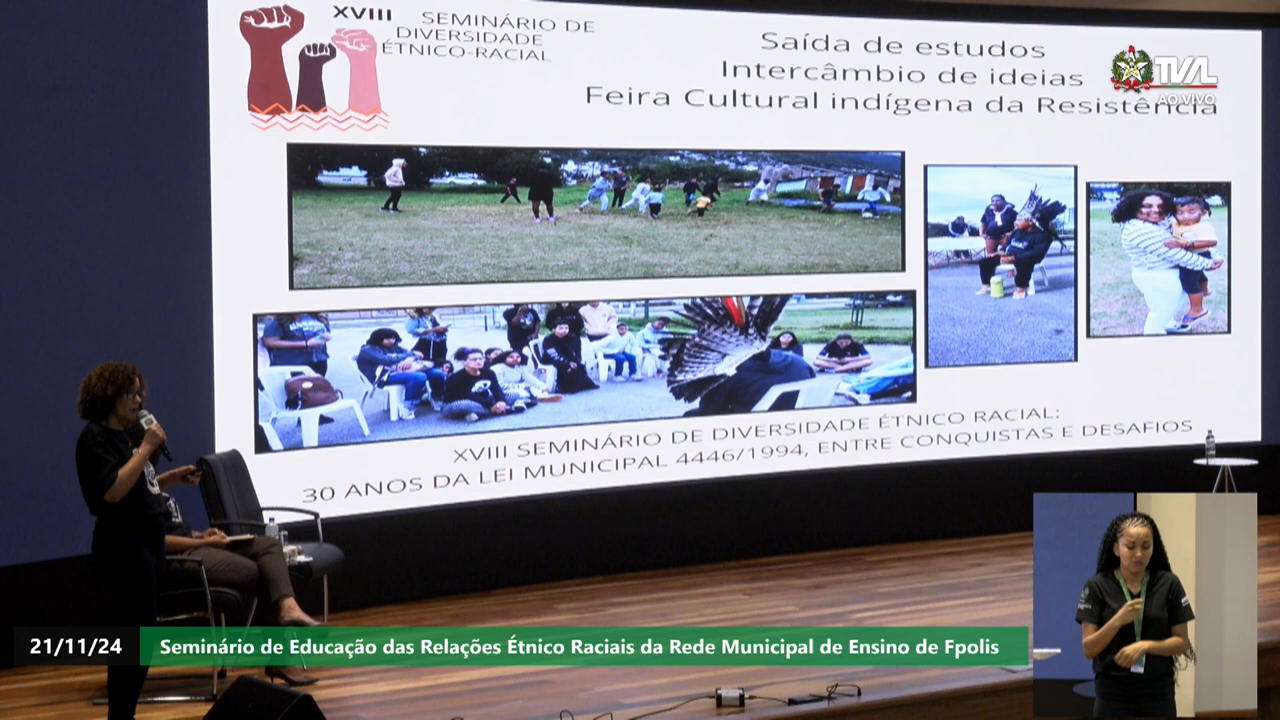 XVIII SEMINÁRIO DE
DIVERSIDADE
ÉTNICO-RACIAL
Saída de estudos
Intercâmbio de ideias
Feira Cultural indígena da Resistência
TVAL
AO VIVO
XVIII SEMINÁRIO DE DIVERSIDADE ÉTNICO RACIAL:
30 ANOS DA LEI MUNICIPAL 4446/1994, ENTRE CONQUISTAS E DESAFIOS
21/11/24 Seminário de Educação das Relações Étnico Raciais da Rede Municipal de Ensino de Fpolis